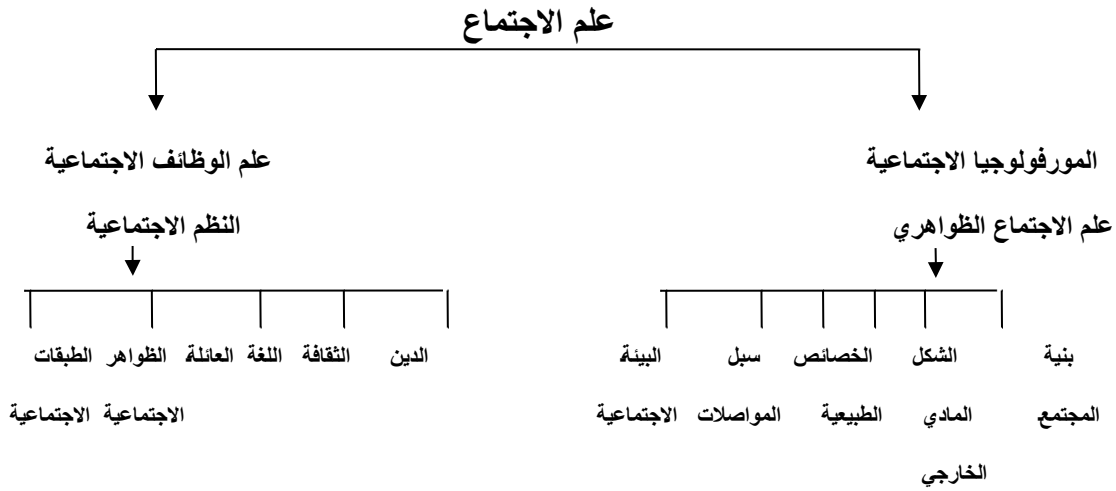 علم الاجتماع
المورفولوجيا الاجتماعية علم الوظائف الاجتماعية
علم الاجتماع الظواهري النظم الاجتماعية
بنية الشكل الخصائص سبل البيئة الدين الثقافة اللغة العائلة الظواهر الطبقات
المجتمع المادي الطبيعية المواصلات الاجتماعية الاجتماعية الاجتماعية
الخارجي